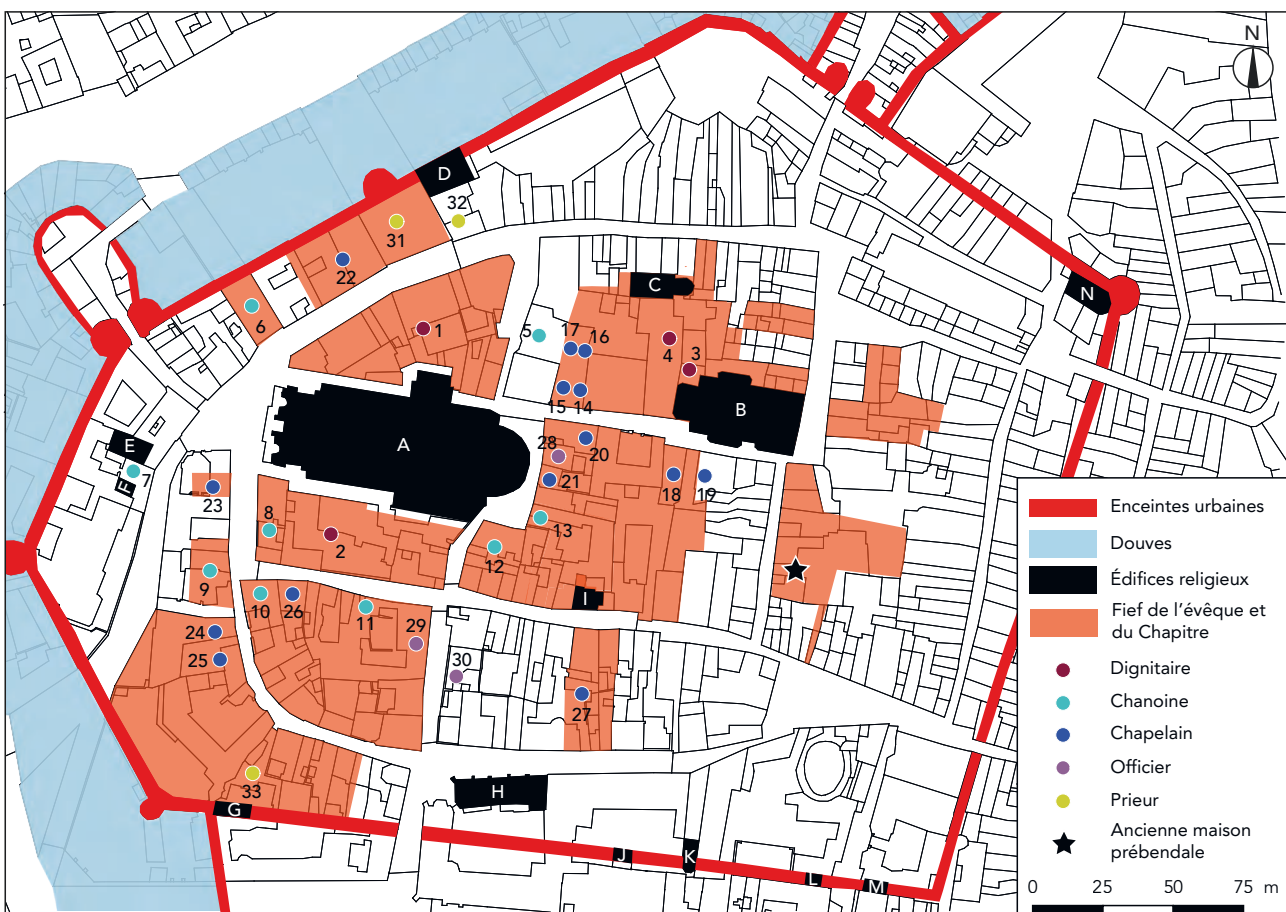 N
D
32
31
22
C
N
6
5
17
16
1
4
3
15
14
B
A
28
20
E
7
F
21
18
19
23
8
13
2
12
9
I
10
26
11
24
29
25
30
27
33
G
H
J
K
L
M
Enceintes urbaines
Douves
Édifices religieux
Fief de l'évêque et
du Chapitre
Dignitaire
Chanoine
Chapelain
Officier
Prieur
Ancienne maison
prébendale
0 25 50 75 m